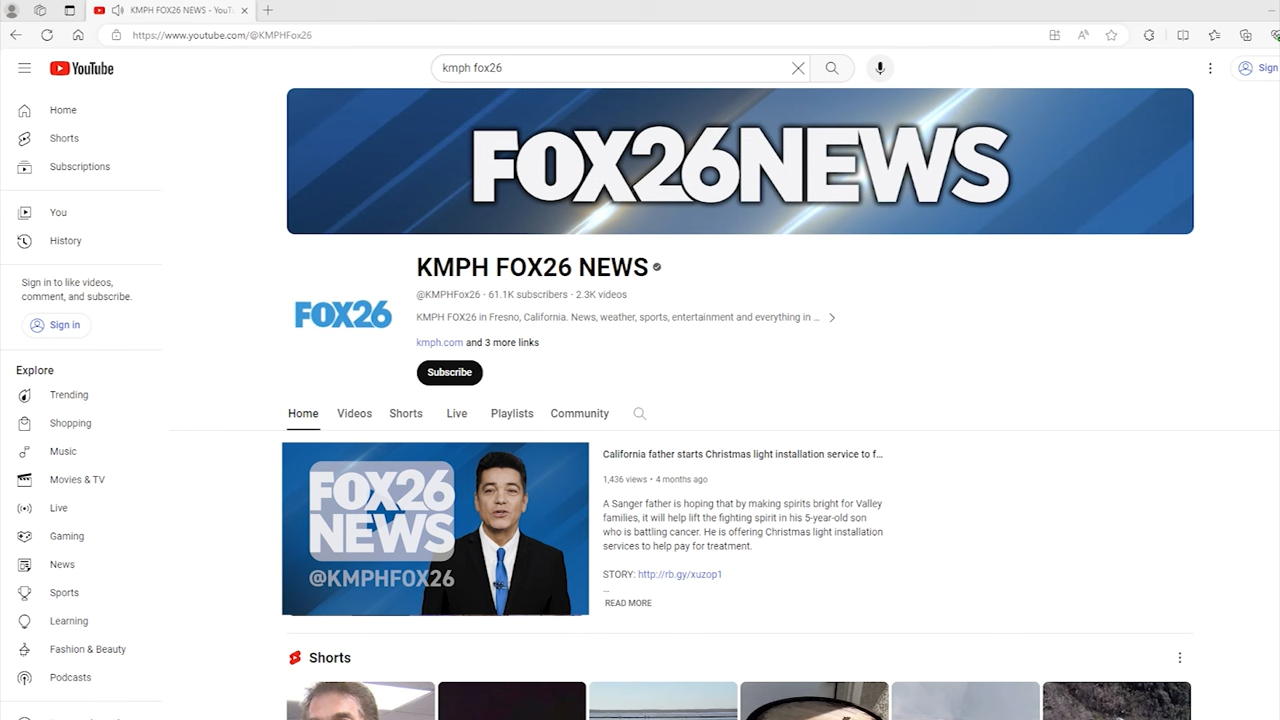 KMPH FOX26 NEWS - YouTu
https://www.youtube.com/@KMPHFox26
YouTube
kmph fox26
Sign
Home
Shorts
Subscriptions
You
History
Sign in to like videos,
comment, and subscribe.
Sign in
Explore
Trending
Shopping
Music
Movies & TV
Live
Gaming
News
Sports
Learning
Fashion & Beauty
Podcasts
FOX26NEWS
FOX26
KMPH FOX26 NEWS
@KMPHFox26 · 61.1K subscribers · 2.3K videos
KMPH FOX26 in Fresno, California. News, weather, sports, entertainment and everything in ...
kmph.com and 3 more links
Subscribe
Home Videos Shorts Live Playlists Community
FOX26
NEWS
@KMPHFOX26
California father starts Christmas light installation service to f...
1,436 views • 4 months ago
A Sanger father is hoping that by making spirits bright for Valley
families, it will help lift the fighting spirit in his 5-year-old son
who is battling cancer. He is offering Christmas light installation
services to help pay for treatment.
STORY: http://rb.gy/xuzop1
...
READ MORE
Shorts